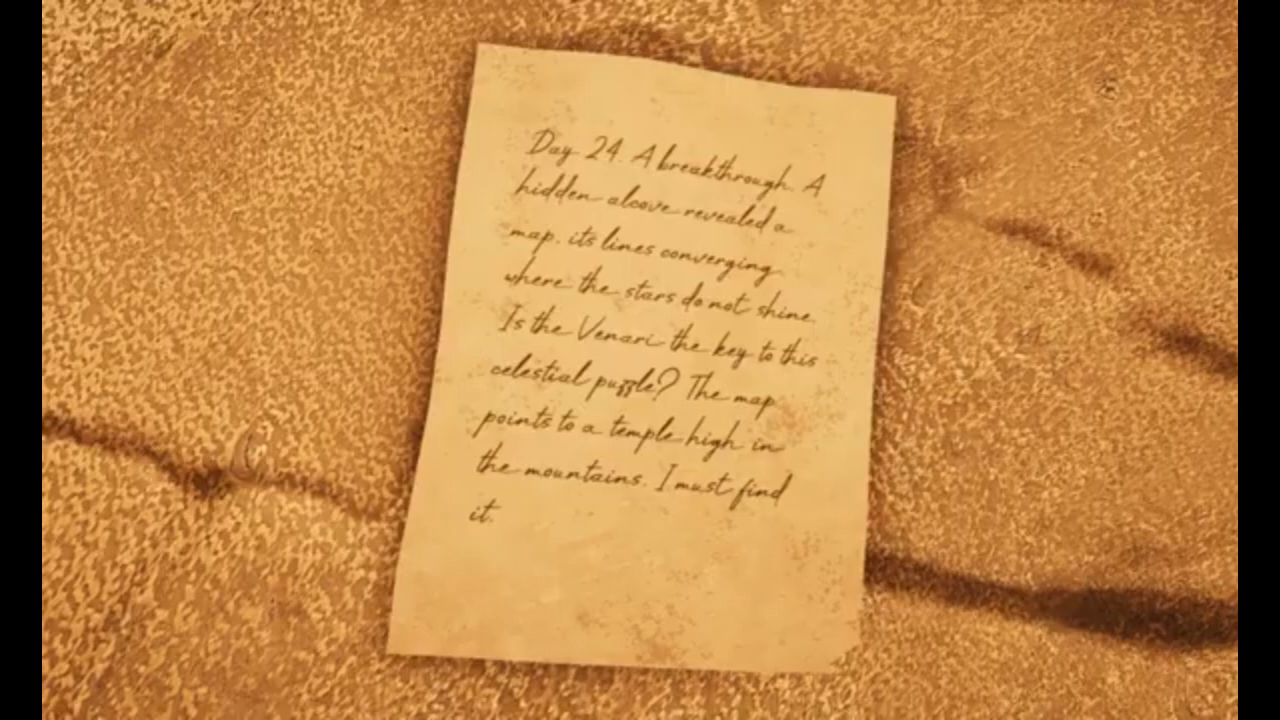 Day 24. A breakthrough. A
hidden alcove revealed a
map, its lines converging
where the stars do not shine.
Is the Venari the key to this
celestial puzzle? The map
points to a temple high in
the mountains. I must find
it.